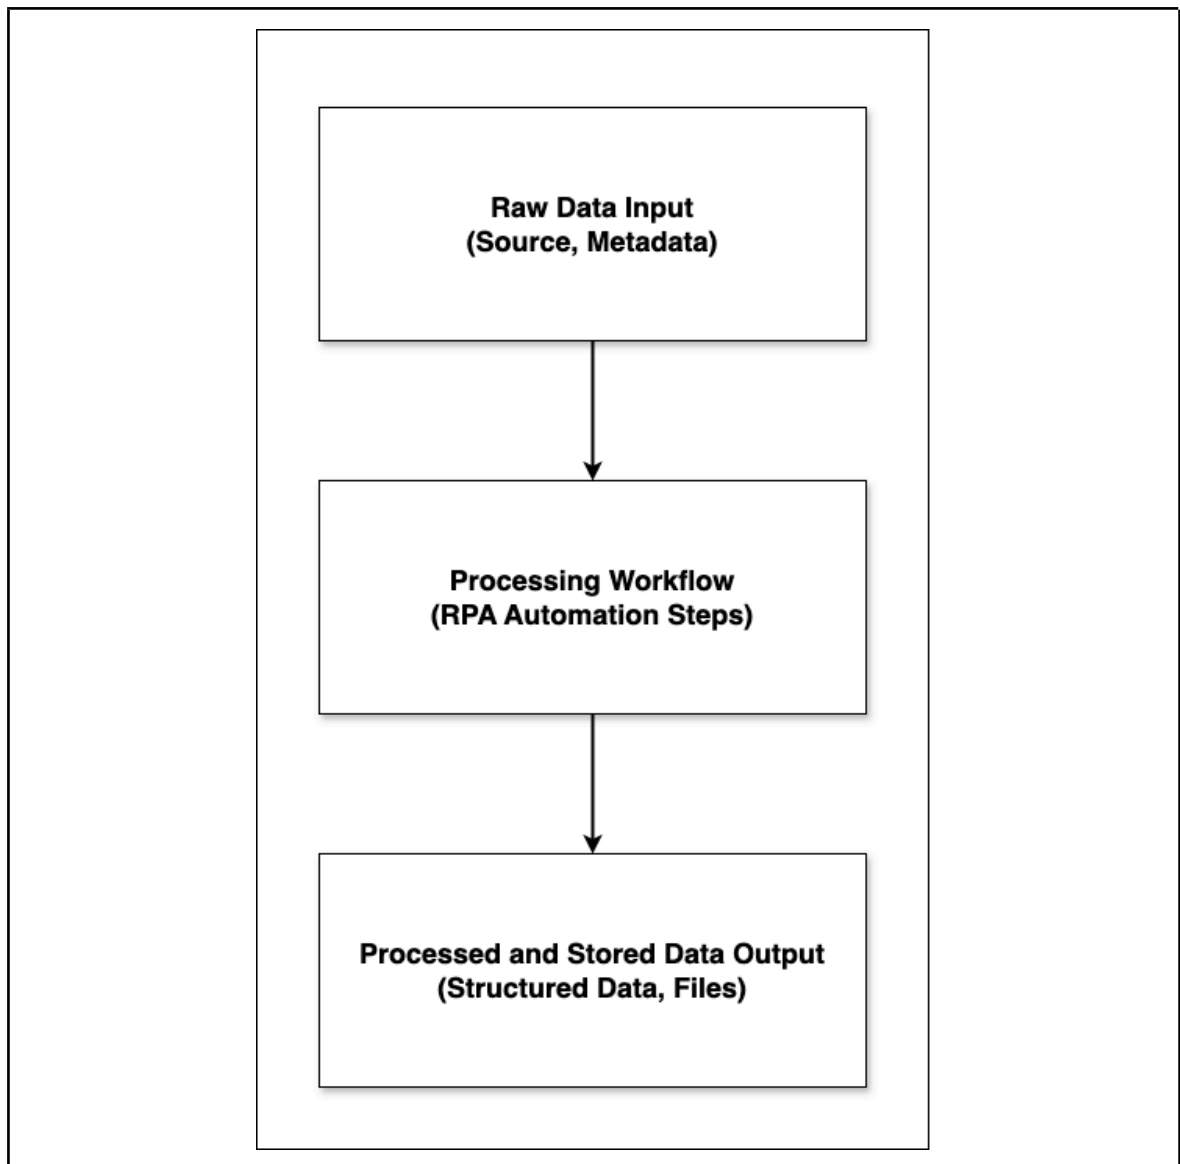 Raw Data Input
(Source, Metadata)
Processing Workflow
(RPA Automation Steps)
Processed and Stored Data Output
(Structured Data, Files)